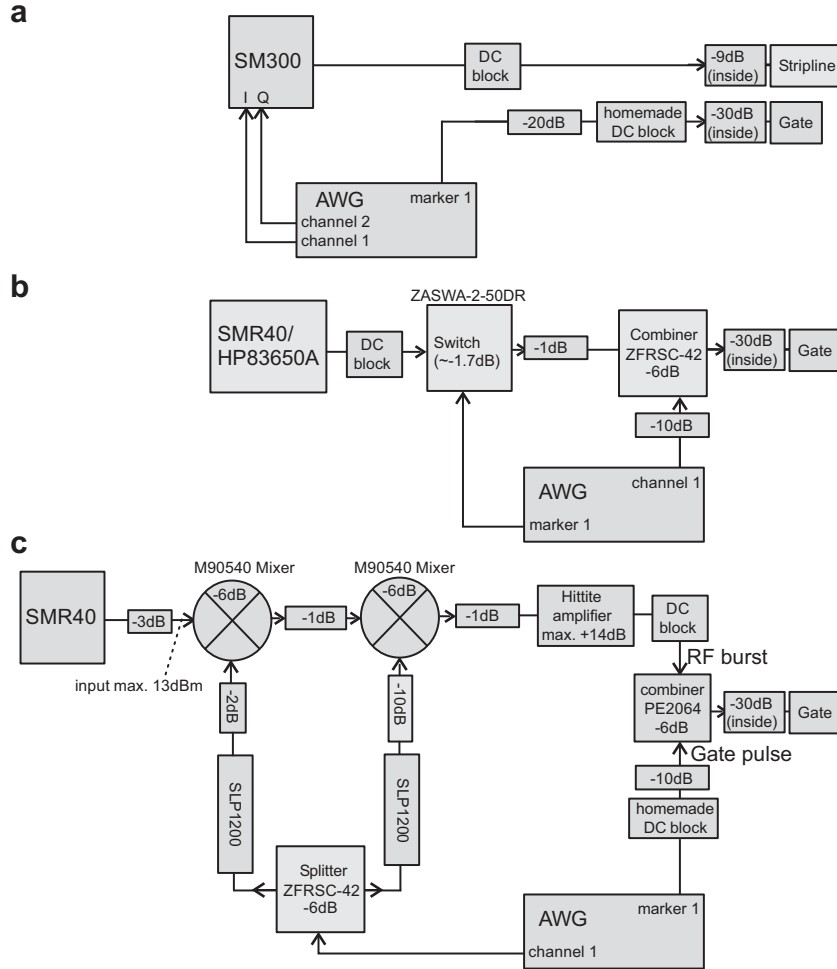 a
SM300
I Q
DC
block
-9dB
(inside)
Stripline
-20dB
homemade
DC block
-30dB
(inside)
Gate
AWG
marker 1
channel 2
channel 1
b
ZASWA-2-50DR
SMR40/
HP83650A
DC
block
Switch
(~-1.7dB)
-1dB
Combiner
ZFRSC-42
-6dB
-30dB
(inside)
Gate
-10dB
AWG
channel 1
marker 1
c
M90540 Mixer
M90540 Mixer
SMR40
-3dB
-6dB
-1dB
-6dB
-1dB
Hittite
amplifier
max. +14dB
DC
block
input max. 13dBm
RF burst
-2dB
-10dB
combiner
PE2064
-6dB
-30dB
(inside)
Gate
Gate pulse
-10dB
SLP1200
SLP1200
homemade
DC block
Splitter
ZFRSC-42
-6dB
AWG
marker 1
channel 1